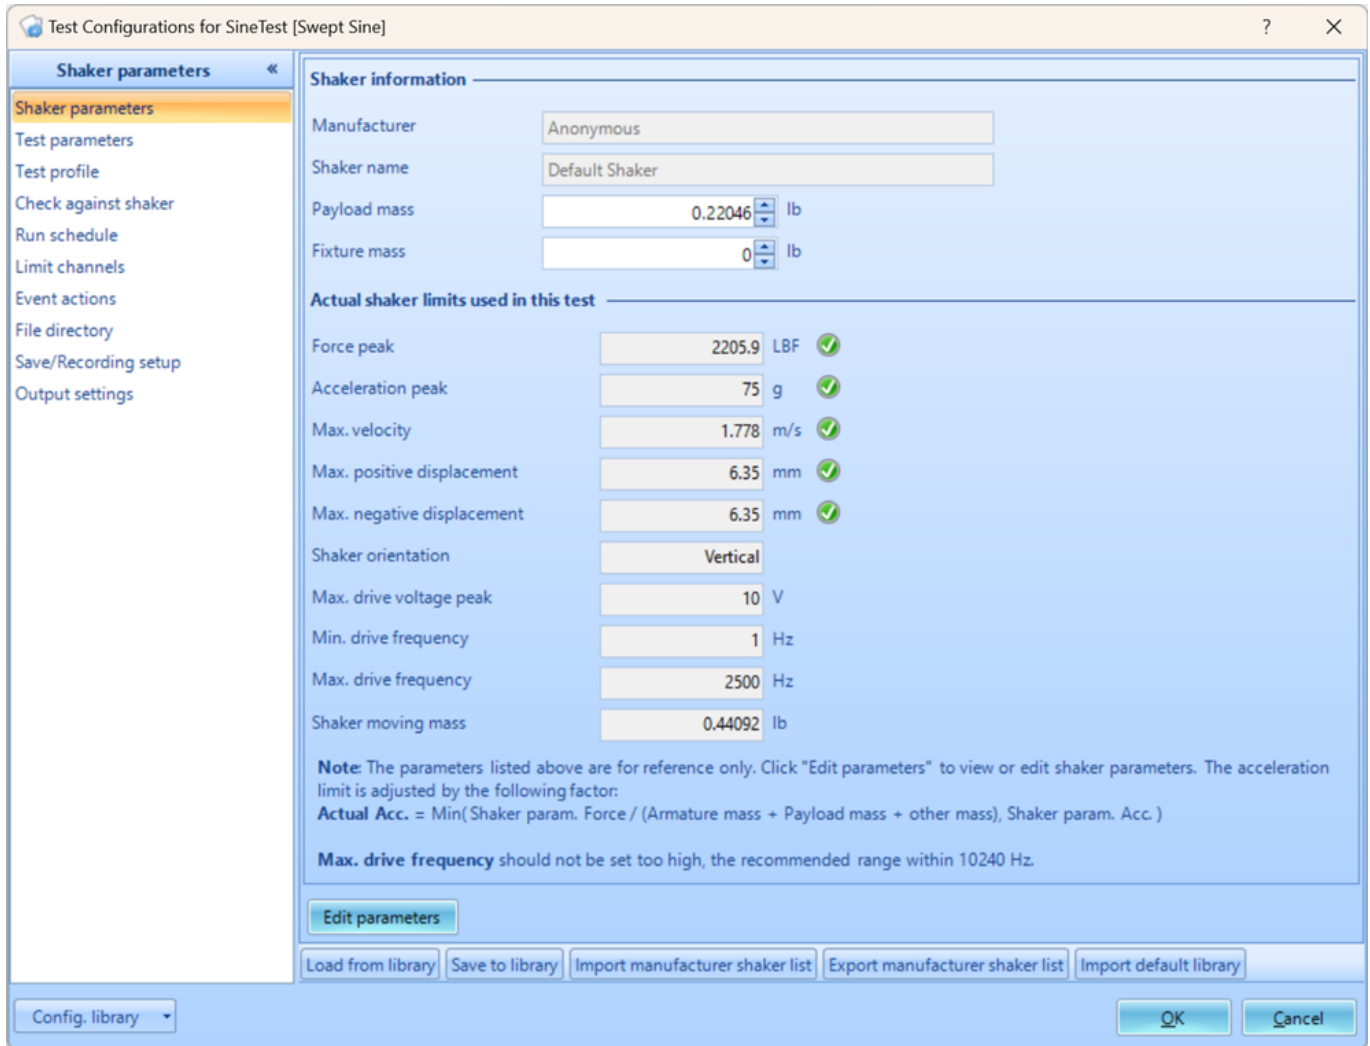 Test Configurations for SineTest [Swept Sine]
?
Shaker parameters «
Shaker parameters
Test parameters
Test profile
Check against shaker
Run schedule
Limit channels
Event actions
File directory
Save/Recording setup
Output settings
Shaker information
Manufacturer Anonymous
Shaker name Default Shaker
Payload mass 0.22046 lb
Fixture mass 0 lb
Actual shaker limits used in this test
Force peak 2205.9 LBF
Acceleration peak 75 g
Max. velocity 1.778 m/s
Max. positive displacement 6.35 mm
Max. negative displacement 6.35 mm
Shaker orientation Vertical
Max. drive voltage peak 10 V
Min. drive frequency 1 Hz
Max. drive frequency 2500 Hz
Shaker moving mass 0.44092 lb
Note: The parameters listed above are for reference only. Click "Edit parameters" to view or edit shaker parameters. The acceleration
limit is adjusted by the following factor:
Actual Acc. = Min( Shaker param. Force / (Armature mass + Payload mass + other mass), Shaker param. Acc. )
Max. drive frequency should not be set too high, the recommended range within 10240 Hz.
Edit parameters
Load from library Save to library Import manufacturer shaker list Export manufacturer shaker list Import default library
Config. library
OK Cancel